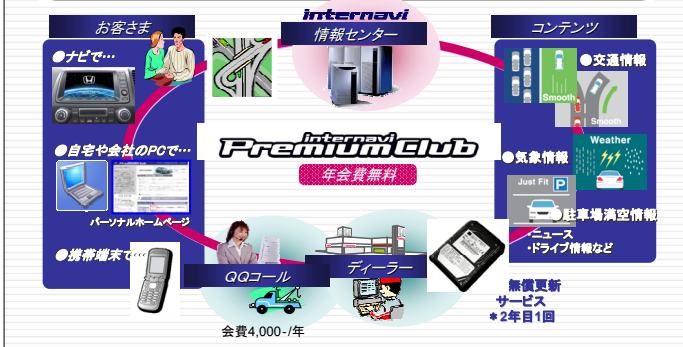 お客さま
internavi
情報センター
コンテンツ
●ナビで…
●交通情報
Smooth
Smooth
●自宅や会社のPCで…
internavi
Premium Club
年会費無料
Weather
●気象情報
Just Fit P
●駐車場満空情報
・ニュース
・ドライブ情報など
パーソナルホームページ
●携帯端末で…
QQコール
ディーラー
会費4,000-/年
無償更新
サービス
＊2年目1回